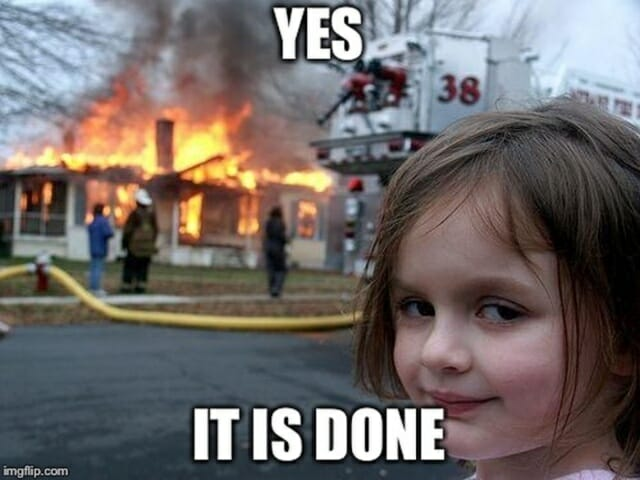 YES
38
IT IS DONE
imgflip.com